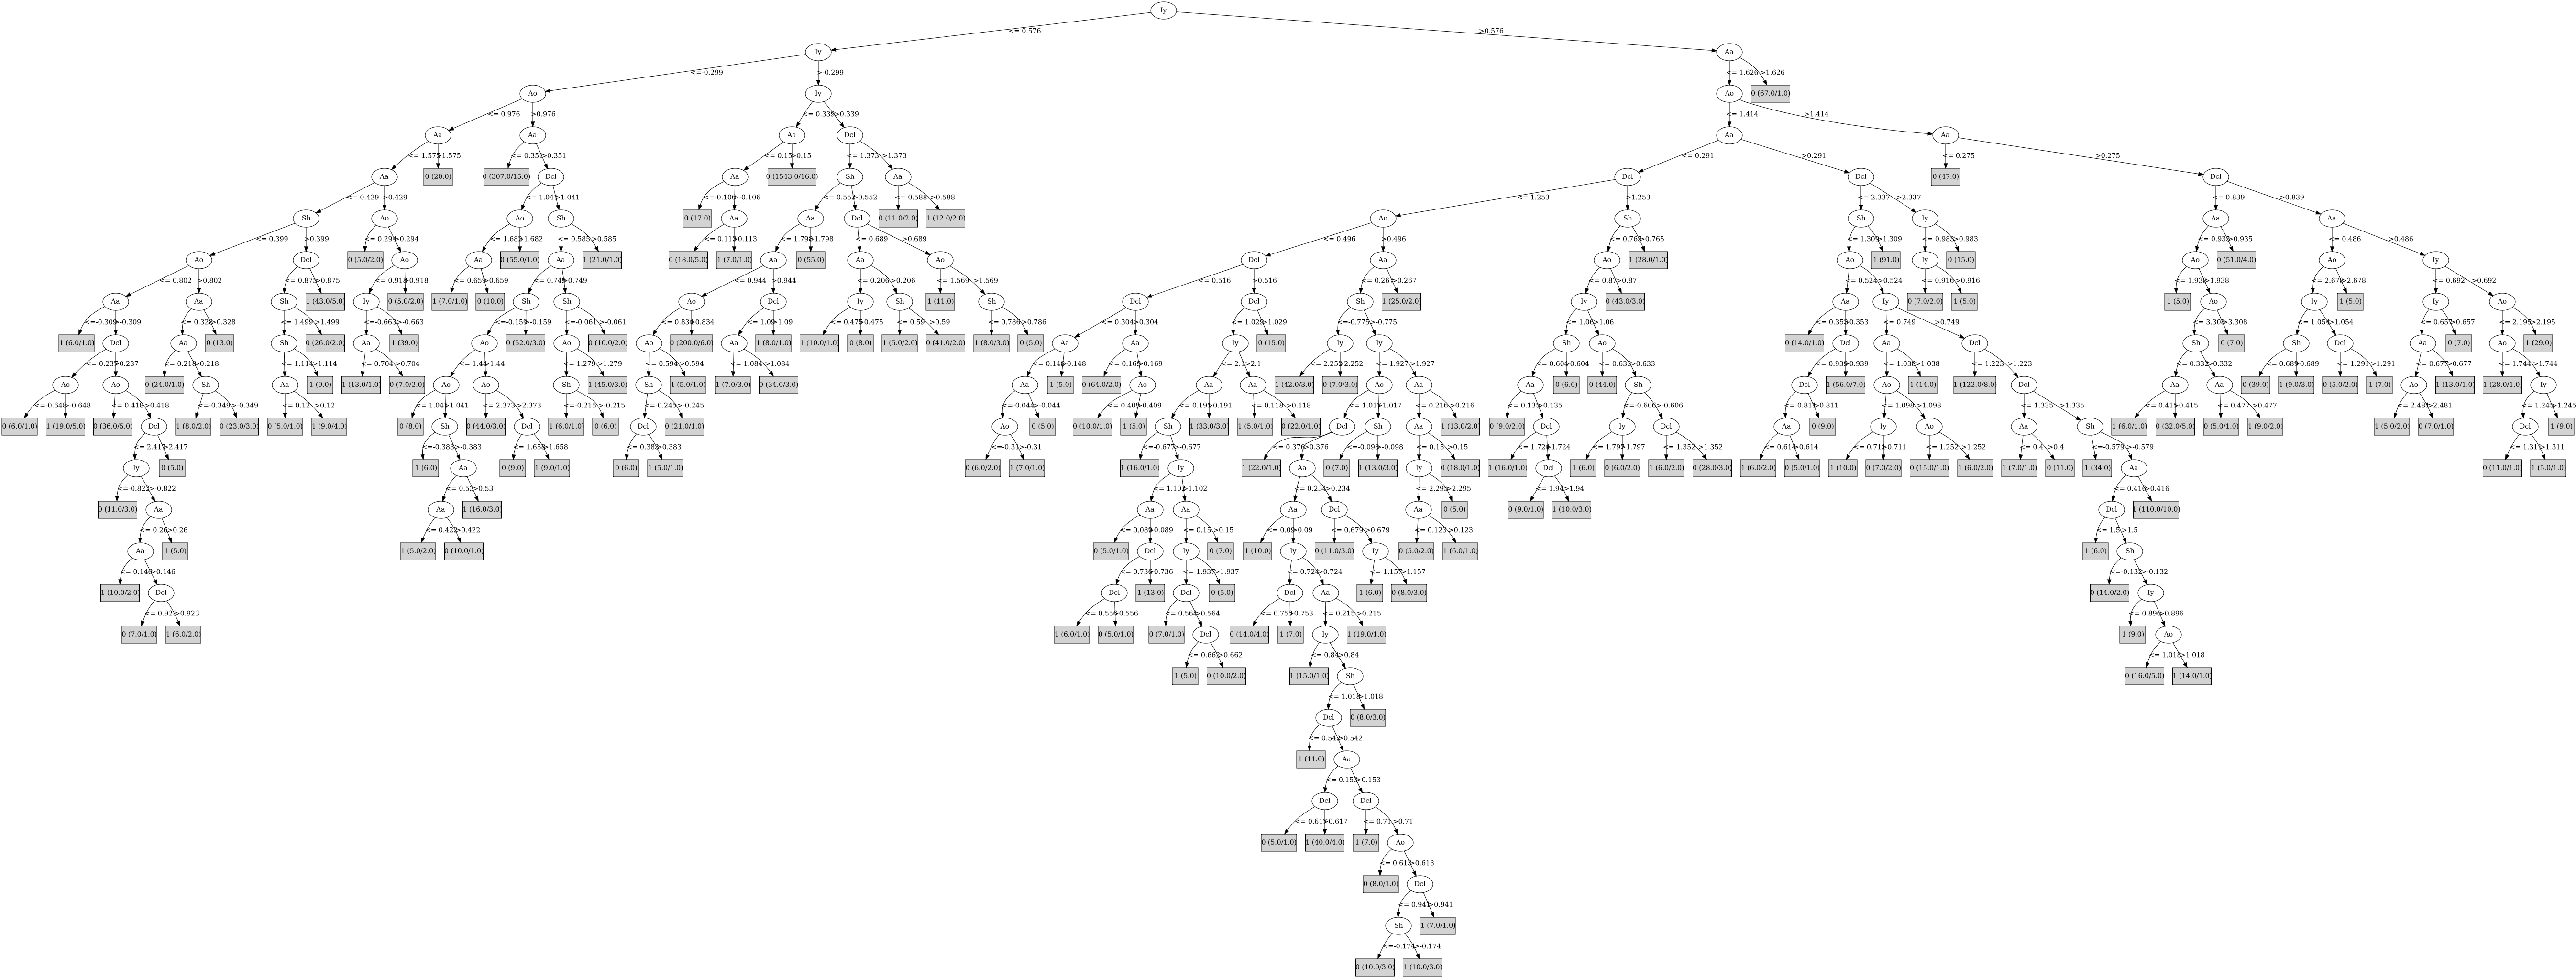 Iy
<= 0.576 >0.576
Iy Aa
<=-0.299 >-0.299 <= 1.626 >1.626
Ao Iy Ao 0 (67.0/1.0)
<= 0.976 >0.976 <= 0.339 >0.339 <= 1.414 >1.414
Aa Aa Aa Dcl Aa Aa
<= 1.575 >1.575 <= 0.351 >0.351 <= 0.15 >0.15 <= 1.373 >1.373 <= 0.291 >0.291 <= 0.275 >0.275
Aa 0 (20.0) 0 (307.0/15.0) Dcl Aa 0 (1543.0/16.0) Sh Aa Dcl Dcl 0 (47.0) Dcl
<= 0.429 >0.429 <= 1.041 >1.041 <=-0.106 >-0.106 <= 0.552 >0.552 <= 0.588 >0.588 <= 1.253 >1.253 <= 2.337 >2.337 <= 0.839 >0.839
Sh Ao Ao Sh 0 (17.0) Aa Aa Dcl 0 (11.0/2.0) 1 (12.0/2.0) Ao Sh Sh Iy Aa Aa
<= 0.399 >0.399 <= 0.294 >0.294 <= 1.682 >1.682 <= 0.585 >0.585 <= 0.113 >0.113 <= 1.798 >1.798 <= 0.689 >0.689 <= 0.496 >0.496 <= 0.765 >0.765 <= 1.309 >1.309 <= 0.983 >0.983 <= 0.935 >0.935 <= 0.486 >0.486
Ao Dcl 0 (5.0/2.0) Ao Aa 0 (55.0/1.0) Aa 1 (21.0/1.0) 0 (18.0/5.0) 1 (7.0/1.0) Aa 0 (55.0) Aa Ao Dcl Aa Ao 1 (28.0/1.0) Ao 1 (91.0) Iy 0 (15.0) Ao 0 (51.0/4.0) Ao Iy
<= 0.802 >0.802 <= 0.875 >0.875 <= 0.918 >0.918 <= 0.659 >0.659 <= 0.749 >0.749 <= 0.944 >0.944 <= 0.206 >0.206 <= 1.569 >1.569 <= 0.516 >0.516 <= 0.267 >0.267 <= 0.87 >0.87 <= 0.524 >0.524 <= 0.916 >0.916 <= 1.938 >1.938 <= 2.678 >2.678 <= 0.692 >0.692
Aa Aa Sh 1 (43.0/5.0) Iy 0 (5.0/2.0) 1 (7.0/1.0) 0 (10.0) Sh Sh Ao Dcl Iy Sh 1 (11.0) Sh Dcl Dcl Sh 1 (25.0/2.0) Iy 0 (43.0/3.0) Aa Iy 0 (7.0/2.0) 1 (5.0) 1 (5.0) Ao Iy 1 (5.0) Iy Ao
<=-0.309 >-0.309 <= 0.328 >0.328 <= 1.499 >1.499 <=-0.663 >-0.663 <=-0.159 >-0.159 <=-0.061 >-0.061 <= 0.834 >0.834 <= 1.09 >1.09 <= 0.475 >0.475 <= 0.59 >0.59 <= 0.786 >0.786 <= 0.304 >0.304 <= 1.029 >1.029 <=-0.775 >-0.775 <= 1.06 >1.06 <= 0.353 >0.353 <= 0.749 >0.749 <= 3.308 >3.308 <= 1.054 >1.054 <= 0.657 >0.657 <= 2.195 >2.195
1 (6.0/1.0) Dcl Aa 0 (13.0) Sh 0 (26.0/2.0) Aa 1 (39.0) Ao 0 (52.0/3.0) Ao 0 (10.0/2.0) Ao 0 (200.0/6.0) Aa 1 (8.0/1.0) 1 (10.0/1.0) 0 (8.0) 1 (5.0/2.0) 0 (41.0/2.0) 1 (8.0/3.0) 0 (5.0) Aa Aa Iy 0 (15.0) Iy Iy Sh Ao 0 (14.0/1.0) Dcl Aa Dcl Sh 0 (7.0) Sh Dcl Aa 0 (7.0) Ao 1 (29.0)
<= 0.237 >0.237 <= 0.218 >0.218 <= 1.114 >1.114 <= 0.704 >0.704 <= 1.44 >1.44 <= 1.279 >1.279 <= 0.594 >0.594 <= 1.084 >1.084 <= 0.148 >0.148 <= 0.169 >0.169 <= 2.1 >2.1 <= 2.252 >2.252 <= 1.927 >1.927 <= 0.604 >0.604 <= 0.633 >0.633 <= 0.939 >0.939 <= 1.038 >1.038 <= 1.223 >1.223 <= 0.332 >0.332 <= 0.689 >0.689 <= 1.291 >1.291 <= 0.677 >0.677 <= 1.744 >1.744
Ao Ao 0 (24.0/1.0) Sh Aa 1 (9.0) 1 (13.0/1.0) 0 (7.0/2.0) Ao Ao Sh 1 (45.0/3.0) Sh 1 (5.0/1.0) 1 (7.0/3.0) 0 (34.0/3.0) Aa 1 (5.0) 0 (64.0/2.0) Ao Aa Aa 1 (42.0/3.0) 0 (7.0/3.0) Ao Aa Aa 0 (6.0) 0 (44.0) Sh Dcl 1 (56.0/7.0) Ao 1 (14.0) 1 (122.0/8.0) Dcl Aa Aa 0 (39.0) 1 (9.0/3.0) 0 (5.0/2.0) 1 (7.0) Ao 1 (13.0/1.0) 1 (28.0/1.0) Iy
<=-0.648 >-0.648 <= 0.418 >0.418 <=-0.349 >-0.349 <= 0.12 >0.12 <= 1.041 >1.041 <= 2.373 >2.373 <=-0.215 >-0.215 <=-0.245 >-0.245 <=-0.044 >-0.044 <= 0.409 >0.409 <= 0.191 >0.191 <= 0.118 >0.118 <= 1.017 >1.017 <= 0.216 >0.216 <= 0.135 >0.135 <=-0.606 >-0.606 <= 0.811 >0.811 <= 1.098 >1.098 <= 1.335 >1.335 <= 0.415 >0.415 <= 0.477 >0.477 <= 2.481 >2.481 <= 1.245 >1.245
0 (6.0/1.0) 1 (19.0/5.0) 0 (36.0/5.0) Dcl 1 (8.0/2.0) 0 (23.0/3.0) 0 (5.0/1.0) 1 (9.0/4.0) 0 (8.0) Sh 0 (44.0/3.0) Dcl 1 (6.0/1.0) 0 (6.0) Dcl 0 (21.0/1.0) Ao 0 (5.0) 0 (10.0/1.0) 1 (5.0) Sh 1 (33.0/3.0) 1 (5.0/1.0) 0 (22.0/1.0) Dcl Sh Aa 1 (13.0/2.0) 0 (9.0/2.0) Dcl Iy Dcl Aa 0 (9.0) Iy Ao Aa Sh 1 (6.0/1.0) 0 (32.0/5.0) 0 (5.0/1.0) 1 (9.0/2.0) 1 (5.0/2.0) 0 (7.0/1.0) Dcl 1 (9.0)
<= 2.417 >2.417 <=-0.383 >-0.383 <= 1.658 >1.658 <= 0.383 >0.383 <=-0.31 >-0.31 <=-0.677 >-0.677 <= 0.376 >0.376 <=-0.098 >-0.098 <= 0.15 >0.15 <= 1.724 >1.724 <= 1.797 >1.797 <= 1.352 >1.352 <= 0.614 >0.614 <= 0.711 >0.711 <= 1.252 >1.252 <= 0.4 >0.4 <=-0.579 >-0.579 <= 1.311 >1.311
Iy 0 (5.0) 1 (6.0) Aa 0 (9.0) 1 (9.0/1.0) 0 (6.0) 1 (5.0/1.0) 0 (6.0/2.0) 1 (7.0/1.0) 1 (16.0/1.0) Iy 1 (22.0/1.0) Aa 0 (7.0) 1 (13.0/3.0) Iy 0 (18.0/1.0) 1 (16.0/1.0) Dcl 1 (6.0) 0 (6.0/2.0) 1 (6.0/2.0) 0 (28.0/3.0) 1 (6.0/2.0) 0 (5.0/1.0) 1 (10.0) 0 (7.0/2.0) 0 (15.0/1.0) 1 (6.0/2.0) 1 (7.0/1.0) 0 (11.0) 1 (34.0) Aa 0 (11.0/1.0) 1 (5.0/1.0)
<=-0.822 >-0.822 <= 0.53 >0.53 <= 1.102 >1.102 <= 0.234 >0.234 <= 2.295 >2.295 <= 1.94 >1.94 <= 0.416 >0.416
0 (11.0/3.0) Aa Aa 1 (16.0/3.0) Aa Aa Aa Dcl Aa 0 (5.0) 0 (9.0/1.0) 1 (10.0/3.0) Dcl 1 (110.0/10.0)
<= 0.26 >0.26 <= 0.422 >0.422 <= 0.089 >0.089 <= 0.15 >0.15 <= 0.09 >0.09 <= 0.679 >0.679 <= 0.123 >0.123 <= 1.5 >1.5
Aa 1 (5.0) 1 (5.0/2.0) 0 (10.0/1.0) 0 (5.0/1.0) Dcl Iy 0 (7.0) 1 (10.0) Iy 0 (11.0/3.0) Iy 0 (5.0/2.0) 1 (6.0/1.0) 1 (6.0) Sh
<= 0.146 >0.146 <= 0.736 >0.736 <= 1.937 >1.937 <= 0.724 >0.724 <= 1.157 >1.157 <=-0.132 >-0.132
1 (10.0/2.0) Dcl Dcl 1 (13.0) Dcl 0 (5.0) Dcl Aa 1 (6.0) 0 (8.0/3.0) 0 (14.0/2.0) Iy
<= 0.923 >0.923 <= 0.556 >0.556 <= 0.564 >0.564 <= 0.753 >0.753 <= 0.215 >0.215 <= 0.896 >0.896
0 (7.0/1.0) 1 (6.0/2.0) 1 (6.0/1.0) 0 (5.0/1.0) 0 (7.0/1.0) Dcl 0 (14.0/4.0) 1 (7.0) Iy 1 (19.0/1.0) 1 (9.0) Ao
<= 0.662 >0.662 <= 0.84 >0.84 <= 1.018 >1.018
1 (5.0) 0 (10.0/2.0) 1 (15.0/1.0) Sh 0 (16.0/5.0) 1 (14.0/1.0)
<= 1.018 >1.018
Dcl 0 (8.0/3.0)
<= 0.542 >0.542
1 (11.0) Aa
<= 0.153 >0.153
Dcl Dcl
<= 0.617 >0.617 <= 0.71 >0.71
0 (5.0/1.0) 1 (40.0/4.0) 1 (7.0) Ao
<= 0.613 >0.613
0 (8.0/1.0) Dcl
<= 0.941 >0.941
Sh 1 (7.0/1.0)
<=-0.174 >-0.174
0 (10.0/3.0) 1 (10.0/3.0)